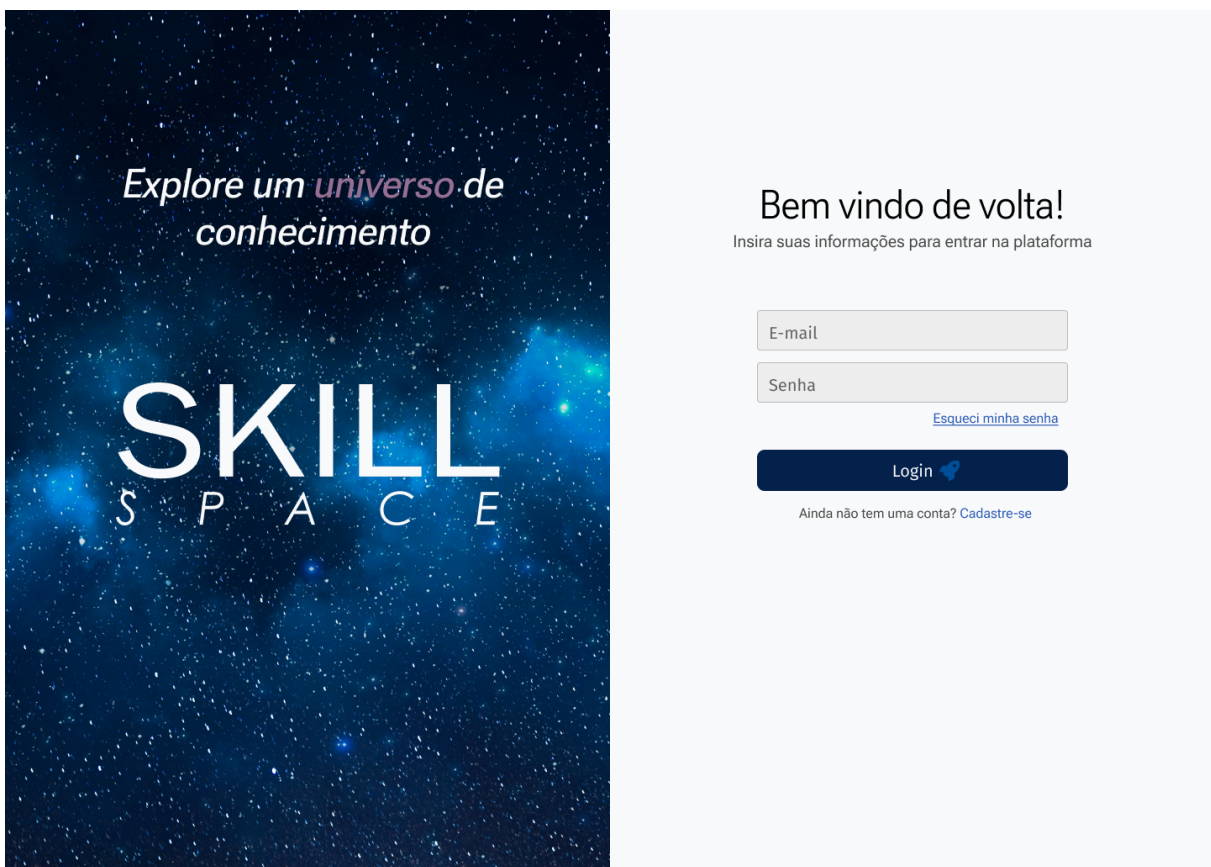 Explore um universo de
conhecimento
SKILL
SPACE
Bem vindo de volta!
Insira suas informações para entrar na plataforma
E-mail
Senha
Esqueci minha senha
Login
Ainda não tem uma conta? Cadastre-se